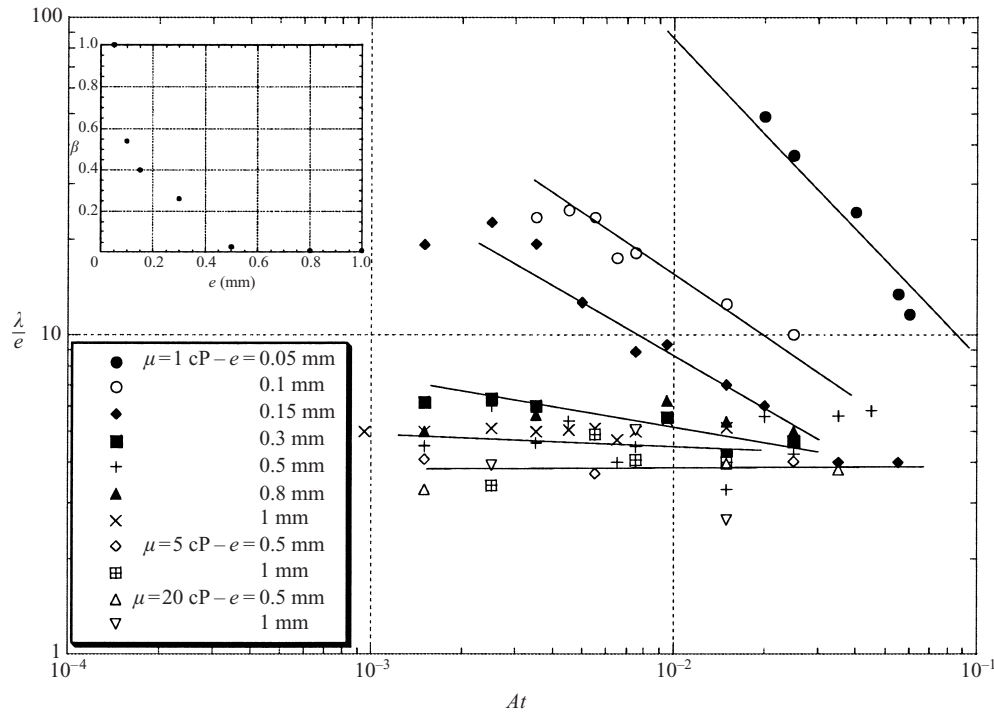 100
1.0
0.8
0.6
β
0.4
0.2
0 0.2 0.4 0.6 0.8 1.0
e (mm)
λ/e
10
μ=1 cP – e=0.05 mm
0.1 mm
0.15 mm
0.3 mm
0.5 mm
0.8 mm
1 mm
μ=5 cP – e=0.5 mm
1 mm
μ=20 cP – e=0.5 mm
1 mm
1
10⁻⁴ 10⁻³ 10⁻² 10⁻¹
At